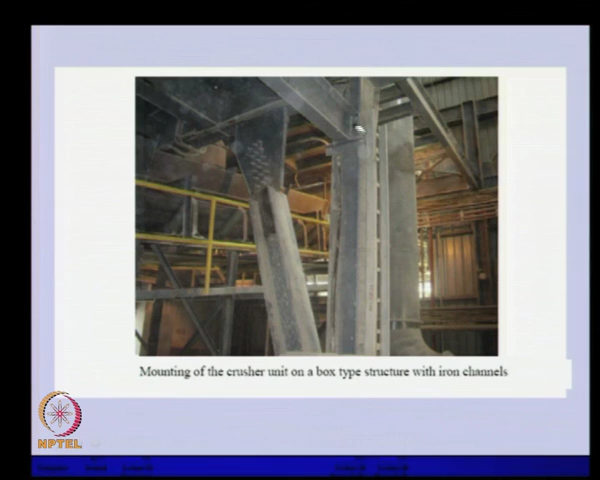 Mounting of the crusher unit on a box type structure with iron channels
NPTEL